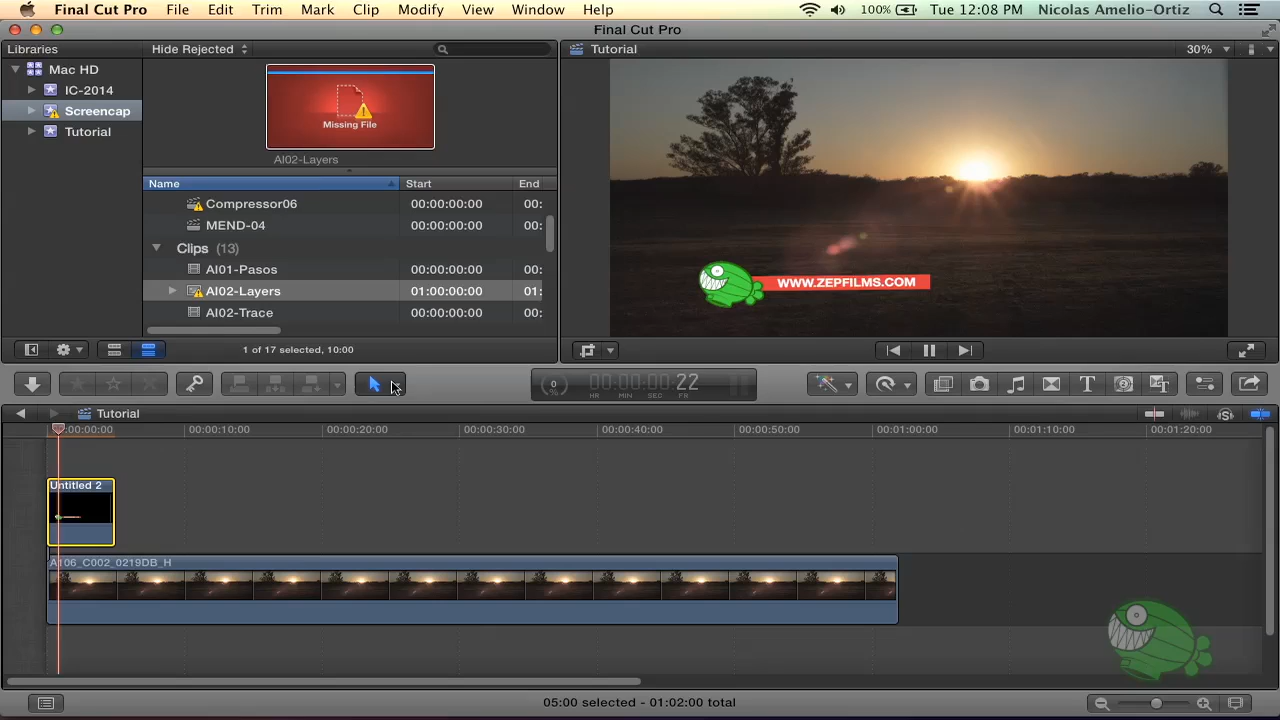 Final Cut Pro File Edit Trim Mark Clip Modify View Window Help 100% Tue 12:08 PM Nicolas Amelio-Ortiz
Final Cut Pro
Libraries
Hide Rejected
Tutorial
30%
Mac HD
IC-2014
Screencap
Tutorial
Missing File
AI02-Layers
Name Start End
Compressor06 00:00:00:00 00:
MEND-04 00:00:00:00 00:
Clips (13)
AI01-Pasos 00:00:00:00 00:
AI02-Layers 01:00:00:00 01:
AI02-Trace 00:00:00:00 00:
WWW.ZEPFILMS.COM
1 of 17 selected, 10:00
0 % 00:00:00:22
HR MIN SEC FR
Tutorial
00:00:00 00:00:10:00 00:00:20:00 00:00:30:00 00:00:40:00 00:00:50:00 00:01:00:00 00:01:10:00 00:01:20:00
Untitled 2
A106_C002_0219DB_H
05:00 selected - 01:02:00 total